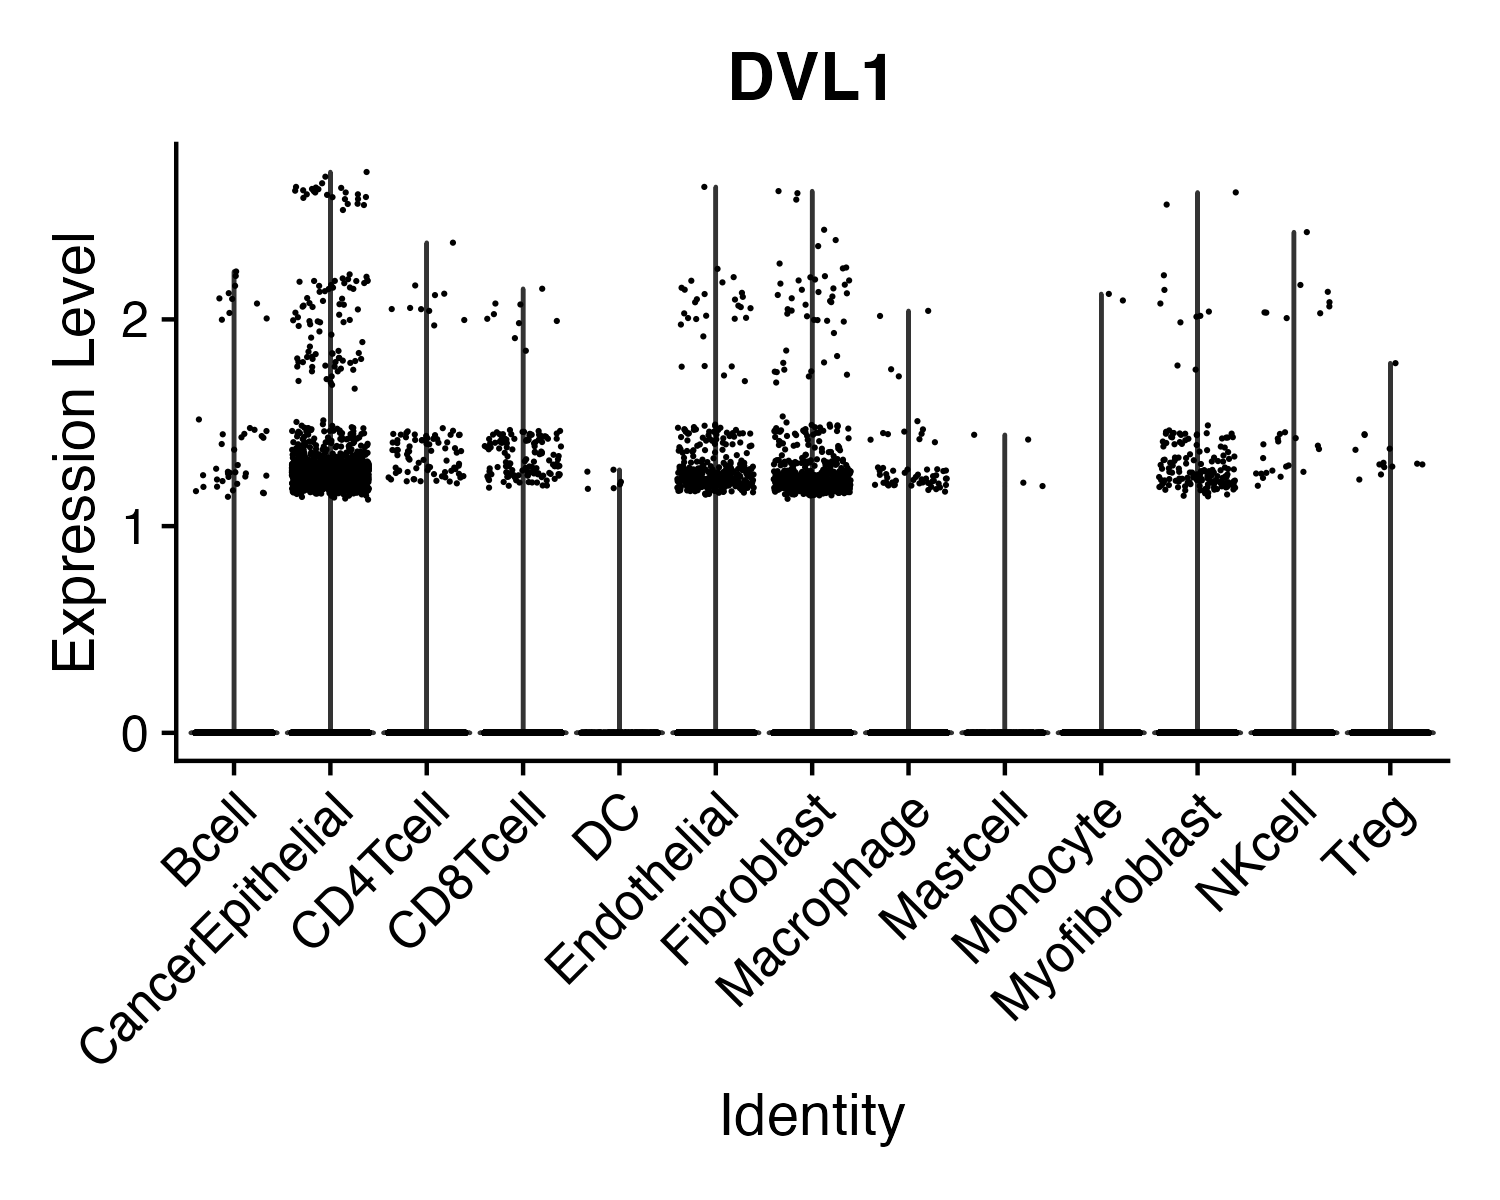 DVL1
Expression Level
2
1
0
Bcell
CancerEpithelial
CD4Tcell
CD8Tcell
DC
Endothelial
Fibroblast
Macrophage
Mastcell
Monocyte
Myofibroblast
NKcell
Treg
Identity